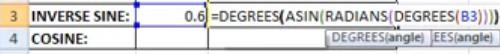 3 INVERSE SINE: 0.6 =DEGREES(ASIN(RADIANS(DEGREES(B3))))
4 COSINE: DEGREES(angle) EES(angle)